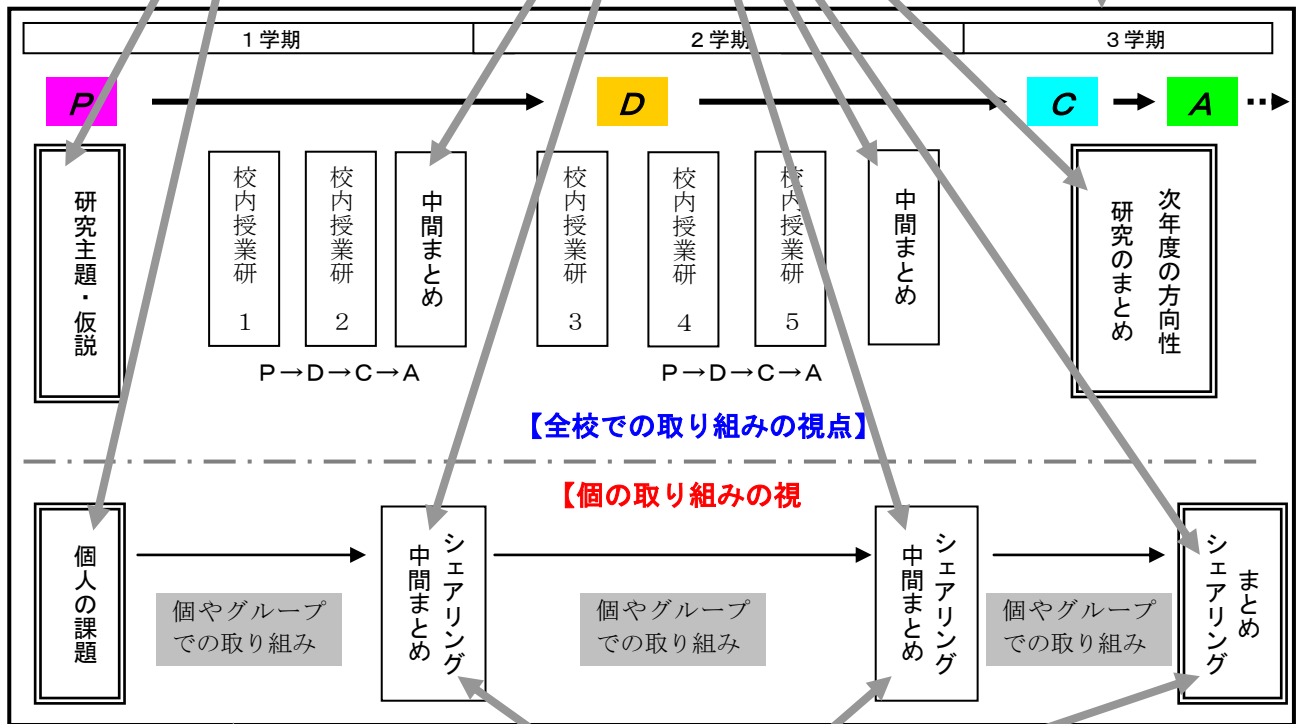 1学期
2学期
3学期
P
D
C
A
研究主題・仮説
校内授業研 1
校内授業研 2
中間まとめ
校内授業研 3
校内授業研 4
校内授業研 5
中間まとめ
次年度の方向性
研究のまとめ
P→D→C→A
P→D→C→A
【全校での取り組みの視点】
【個の取り組みの視
個人の課題
個やグループ
での取り組み
シェアリング
中間まとめ
個やグループ
での取り組み
シェアリング
中間まとめ
個やグループ
での取り組み
まとめ
シェアリング